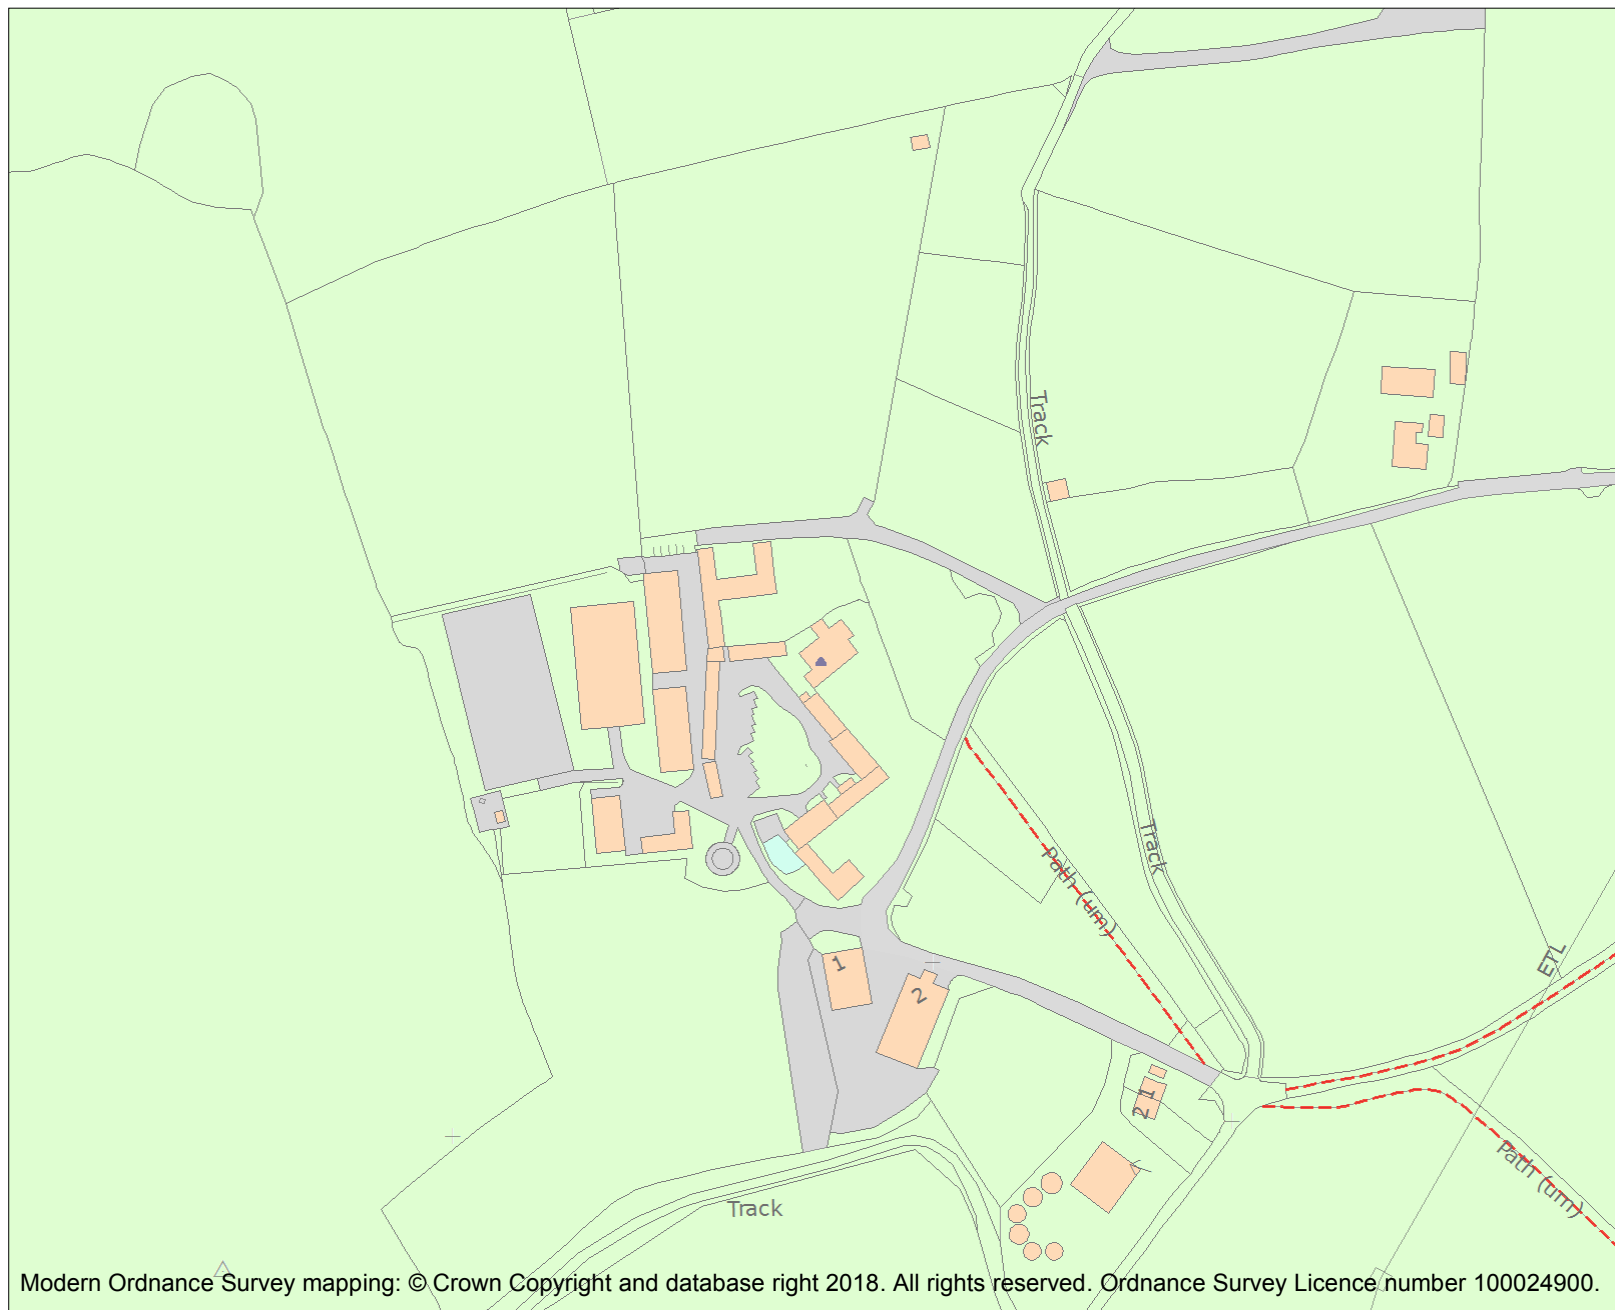 Track
Track
Path (um)
1
2
ETL
2 1
Path (um)
Track
Modern Ordnance Survey mapping: © Crown Copyright and database right 2018. All rights reserved. Ordnance Survey Licence number 100024900.